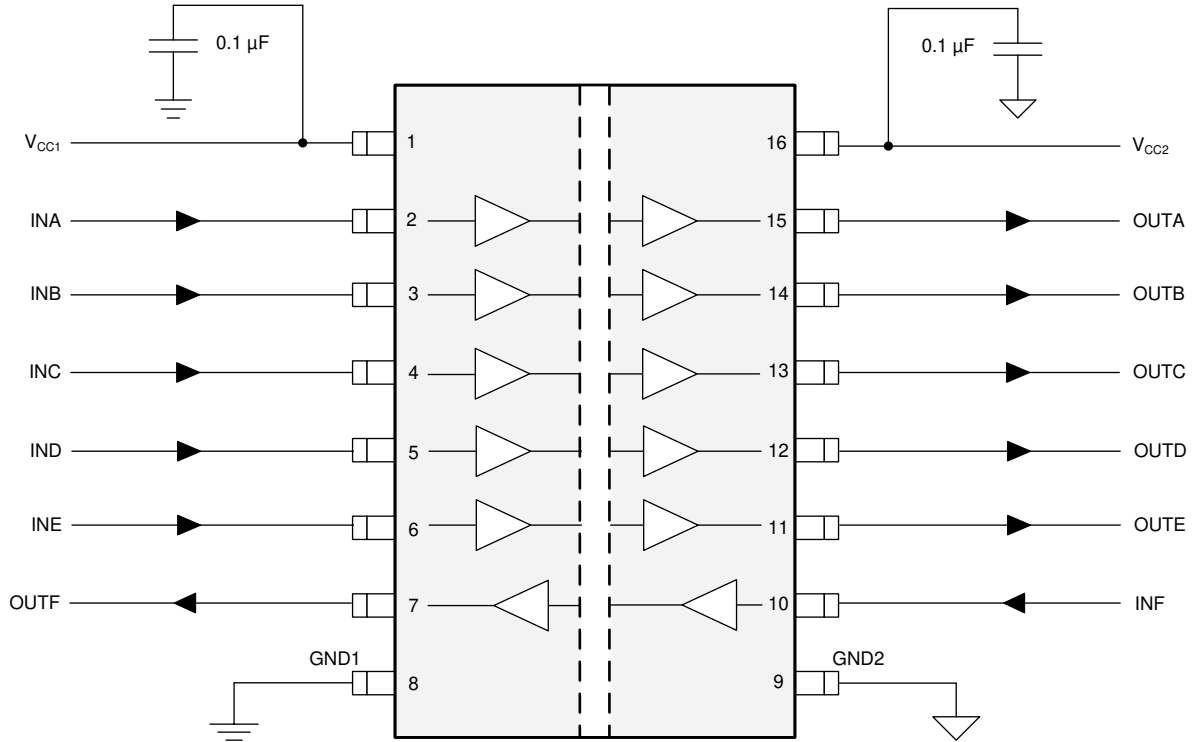 0.1 µF 0.1 µF
VCC1 1 16 VCC2
INA 2 15 OUTA
INB 3 14 OUTB
INC 4 13 OUTC
IND 5 12 OUTD
INE 6 11 OUTE
OUTF 7 10 INF
GND1 GND2
8 9